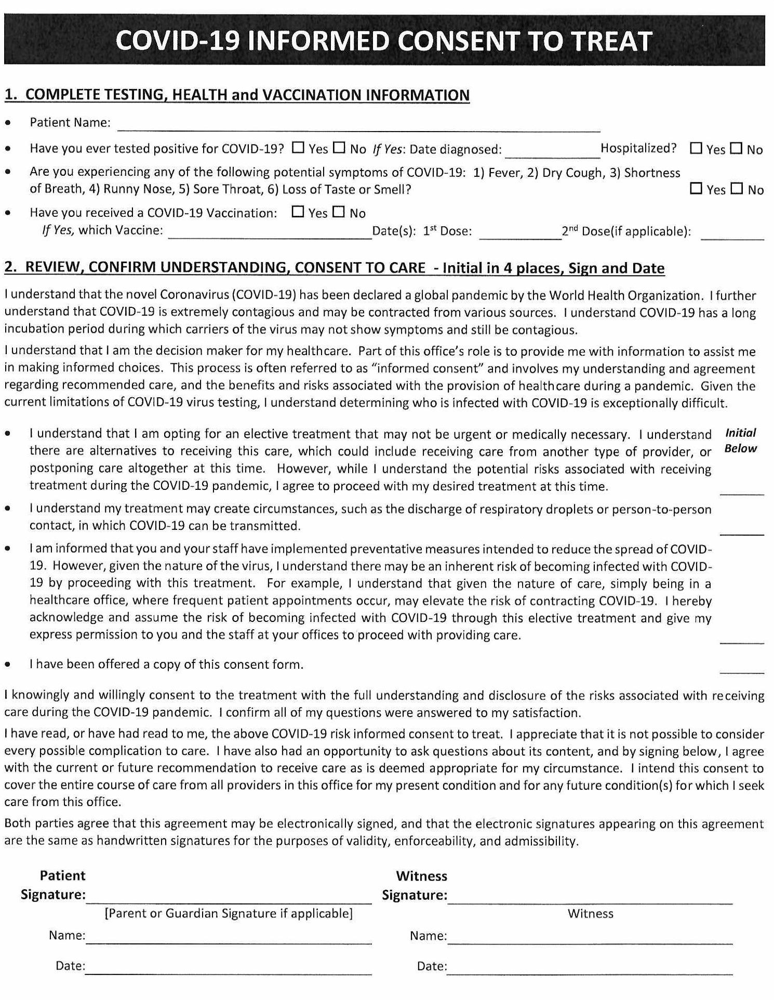 COVID-19 INFORMED CONSENT TO TREAT
1. COMPLETE TESTING, HEALTH and VACCINATION INFORMATION
• Patient Name:
• Have you ever tested positive for COVID-19? ☐ Yes ☐ No If Yes: Date diagnosed: Hospitalized? ☐ Yes ☐ No
• Are you experiencing any of the following potential symptoms of COVID-19: 1) Fever, 2) Dry Cough, 3) Shortness
of Breath, 4) Runny Nose, 5) Sore Throat, 6) Loss of Taste or Smell? ☐ Yes ☐ No
• Have you received a COVID-19 Vaccination: ☐ Yes ☐ No
If Yes, which Vaccine: Date(s): 1st Dose: 2nd Dose(if applicable):
2. REVIEW, CONFIRM UNDERSTANDING, CONSENT TO CARE - Initial in 4 places, Sign and Date
I understand that the novel Coronavirus (COVID-19) has been declared a global pandemic by the World Health Organization. I further
understand that COVID-19 is extremely contagious and may be contracted from various sources. I understand COVID-19 has a long
incubation period during which carriers of the virus may not show symptoms and still be contagious.
I understand that I am the decision maker for my healthcare. Part of this office's role is to provide me with information to assist me
in making informed choices. This process is often referred to as "informed consent" and involves my understanding and agreement
regarding recommended care, and the benefits and risks associated with the provision of healthcare during a pandemic. Given the
current limitations of COVID-19 virus testing, I understand determining who is infected with COVID-19 is exceptionally difficult.
• I understand that I am opting for an elective treatment that may not be urgent or medically necessary. I understand Initial
there are alternatives to receiving this care, which could include receiving care from another type of provider, or Below
postponing care altogether at this time. However, while I understand the potential risks associated with receiving
treatment during the COVID-19 pandemic, I agree to proceed with my desired treatment at this time.
• I understand my treatment may create circumstances, such as the discharge of respiratory droplets or person-to-person
contact, in which COVID-19 can be transmitted.
• I am informed that you and your staff have implemented preventative measures intended to reduce the spread of COVID-
19. However, given the nature of the virus, I understand there may be an inherent risk of becoming infected with COVID-
19 by proceeding with this treatment. For example, I understand that given the nature of care, simply being in a
healthcare office, where frequent patient appointments occur, may elevate the risk of contracting COVID-19. I hereby
acknowledge and assume the risk of becoming infected with COVID-19 through this elective treatment and give my
express permission to you and the staff at your offices to proceed with providing care.
• I have been offered a copy of this consent form.
I knowingly and willingly consent to the treatment with the full understanding and disclosure of the risks associated with receiving
care during the COVID-19 pandemic. I confirm all of my questions were answered to my satisfaction.
I have read, or have had read to me, the above COVID-19 risk informed consent to treat. I appreciate that it is not possible to consider
every possible complication to care. I have also had an opportunity to ask questions about its content, and by signing below, I agree
with the current or future recommendation to receive care as is deemed appropriate for my circumstance. I intend this consent to
cover the entire course of care from all providers in this office for my present condition and for any future condition(s) for which I seek
care from this office.
Both parties agree that this agreement may be electronically signed, and that the electronic signatures appearing on this agreement
are the same as handwritten signatures for the purposes of validity, enforceability, and admissibility.
Patient Witness
Signature: Signature:
[Parent or Guardian Signature if applicable] Witness
Name: Name:
Date: Date: